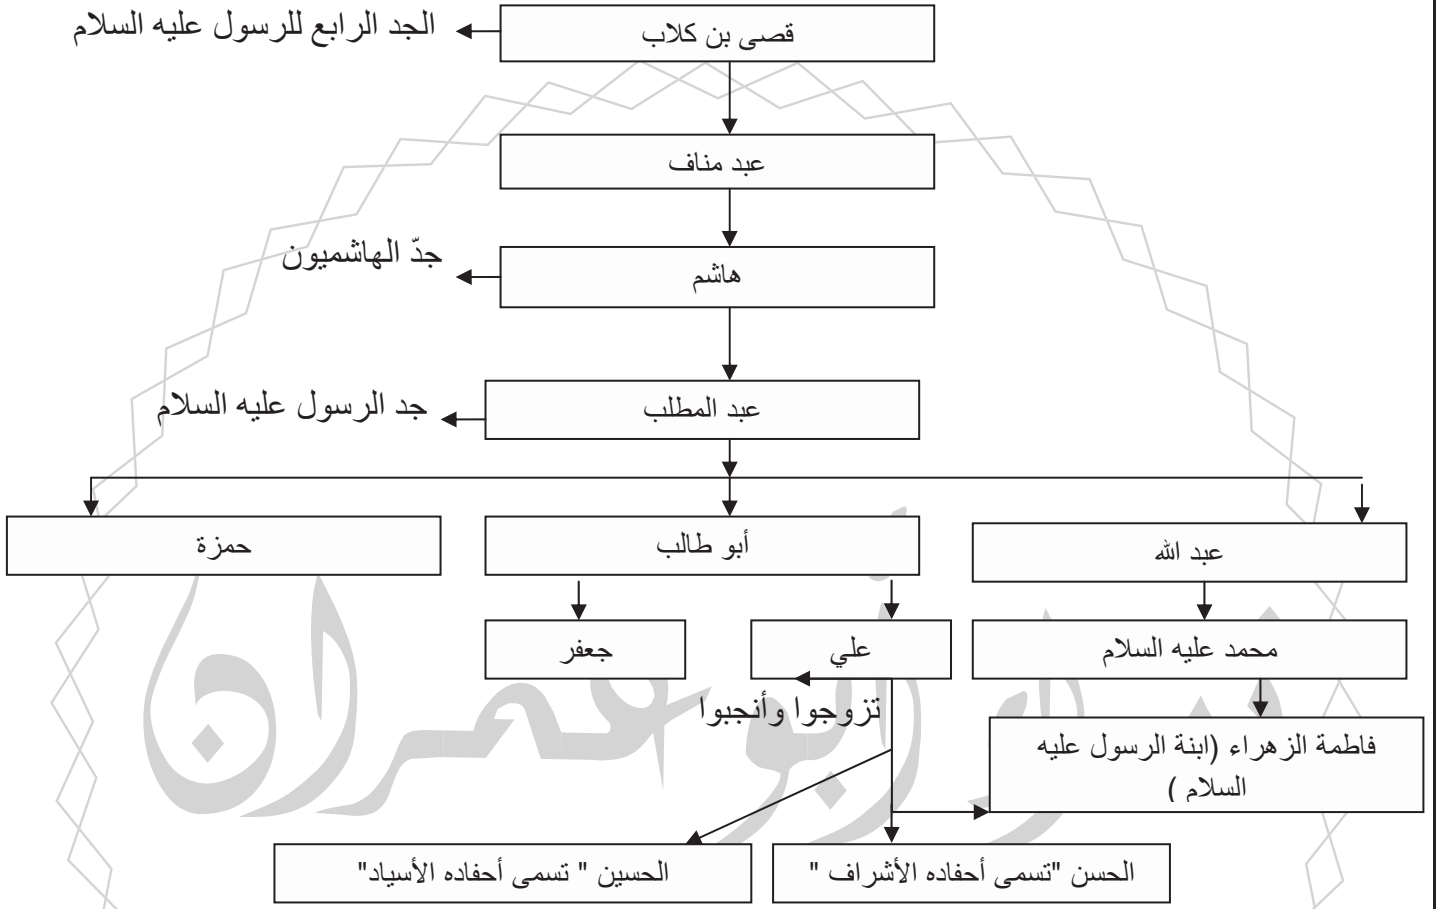 قصى بن كلاب
الجد الرابع للرسول عليه السلام
عبد مناف
هاشم
جدّ الهاشميون
عبد المطلب
جد الرسول عليه السلام
عبد الله
أبو طالب
حمزة
محمد عليه السلام
علي
جعفر
تزوجوا وأنجبوا
فاطمة الزهراء (ابنة الرسول عليه
السلام )
الحسن "تسمى أحفاده الأشراف "
الحسين " تسمى أحفاده الأسياد"